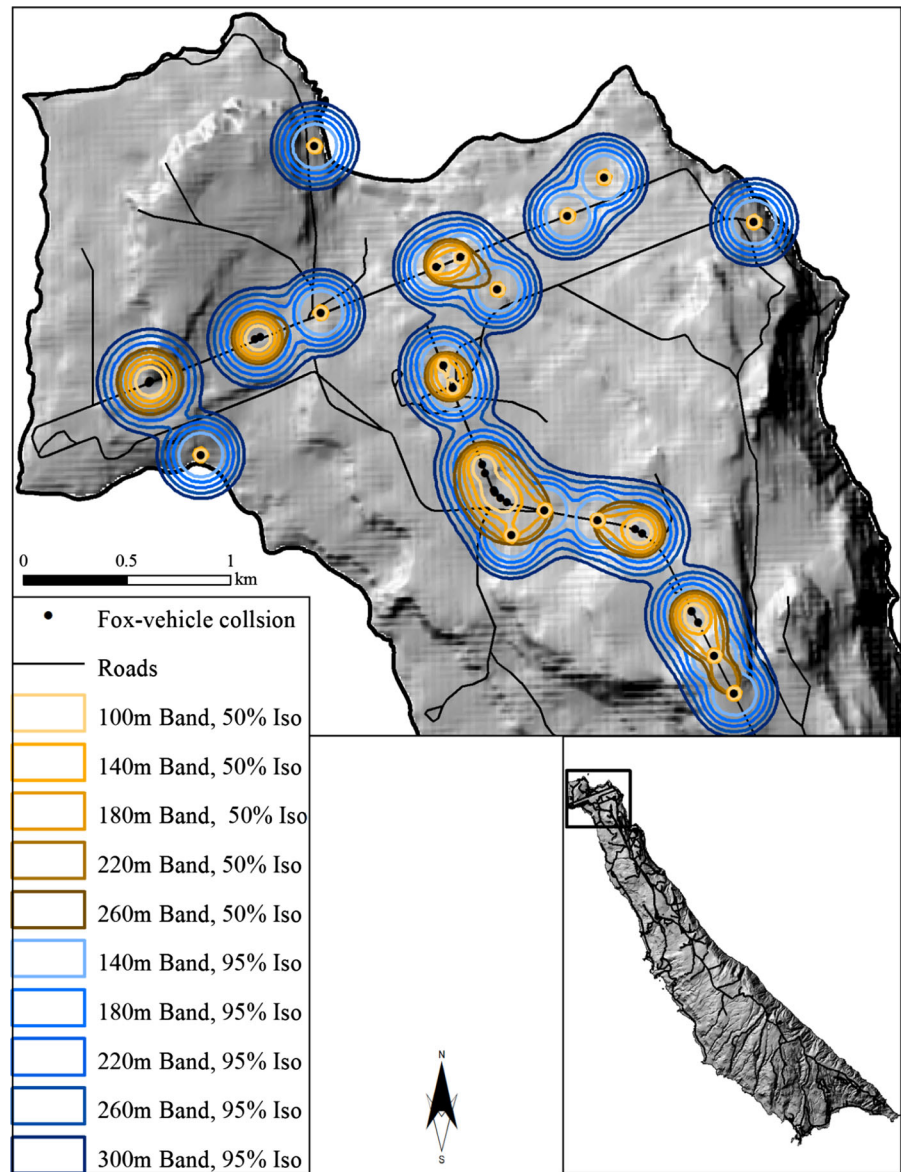 0 0.5 1
km
Fox-vehicle collsion
Roads
100m Band, 50% Iso
140m Band, 50% Iso
180m Band, 50% Iso
220m Band, 50% Iso
260m Band, 50% Iso
140m Band, 95% Iso
180m Band, 95% Iso
220m Band, 95% Iso
260m Band, 95% Iso
300m Band, 95% Iso
N
S